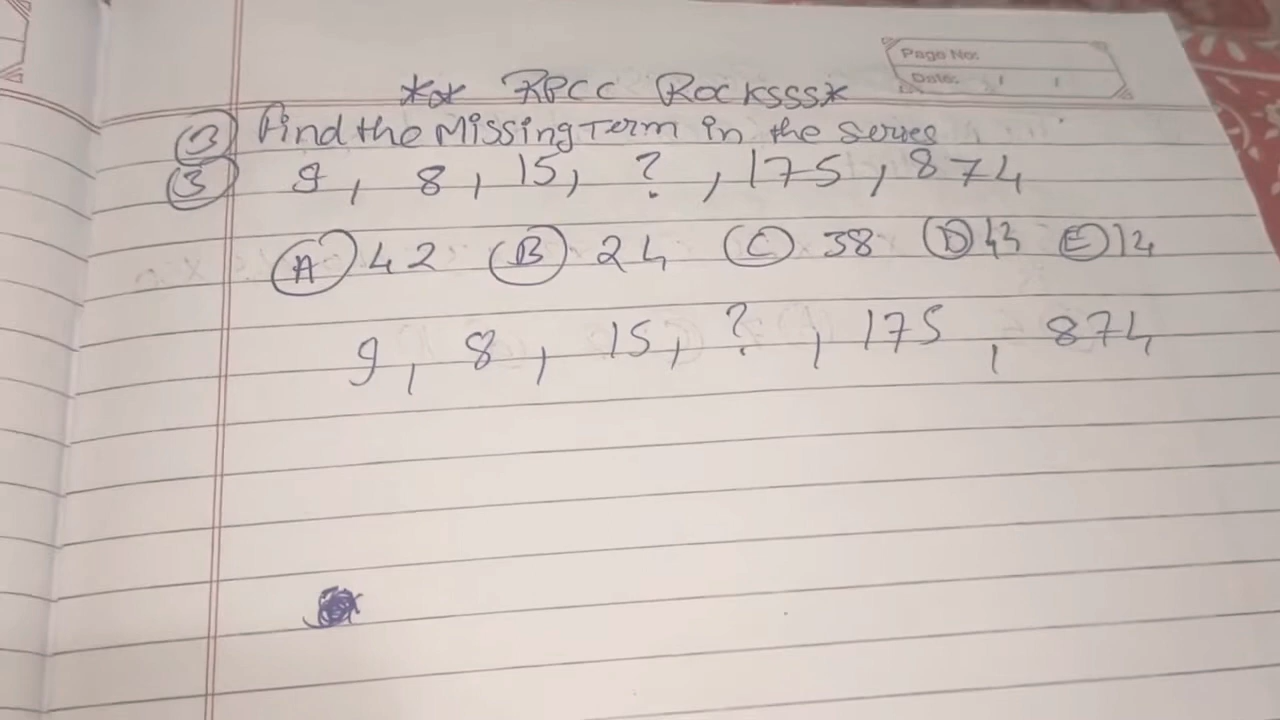 ** RPCC Rocksss*
Page No:
Date:
3 Find the Missing Term in the series
3 9, 8, 15, ?, 175, 874
A 42 B 24 C 38 D 43 E 14
9, 8, 15, ?, 175, 874